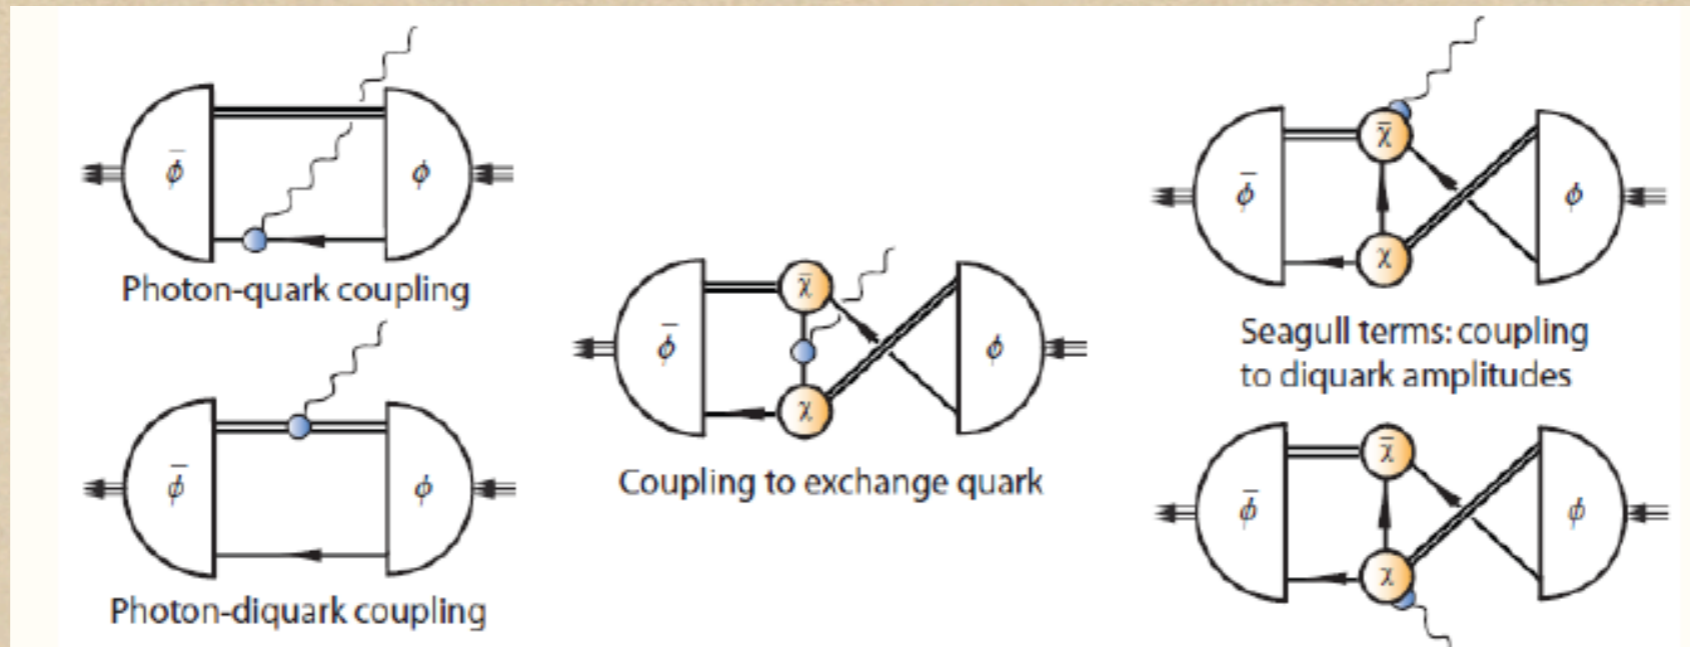 ϕ̄
ϕ
Photon-quark coupling
ϕ̄
ϕ
Photon-diquark coupling
ϕ̄
χ̄
χ
ϕ
Coupling to exchange quark
ϕ̄
χ̄
χ
ϕ
Seagull terms: coupling
to diquark amplitudes
ϕ̄
χ̄
χ
ϕ